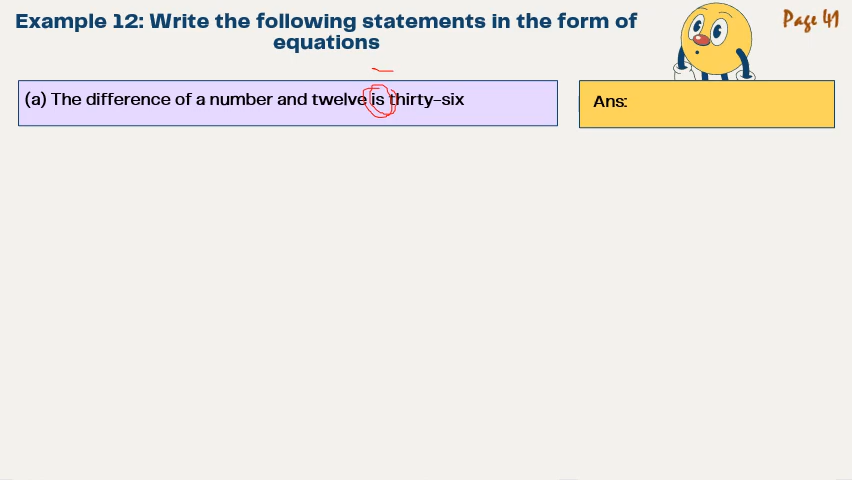 Example 12: Write the following statements in the form of
equations
Page 41
(a) The difference of a number and twelve is thirty-six
Ans: